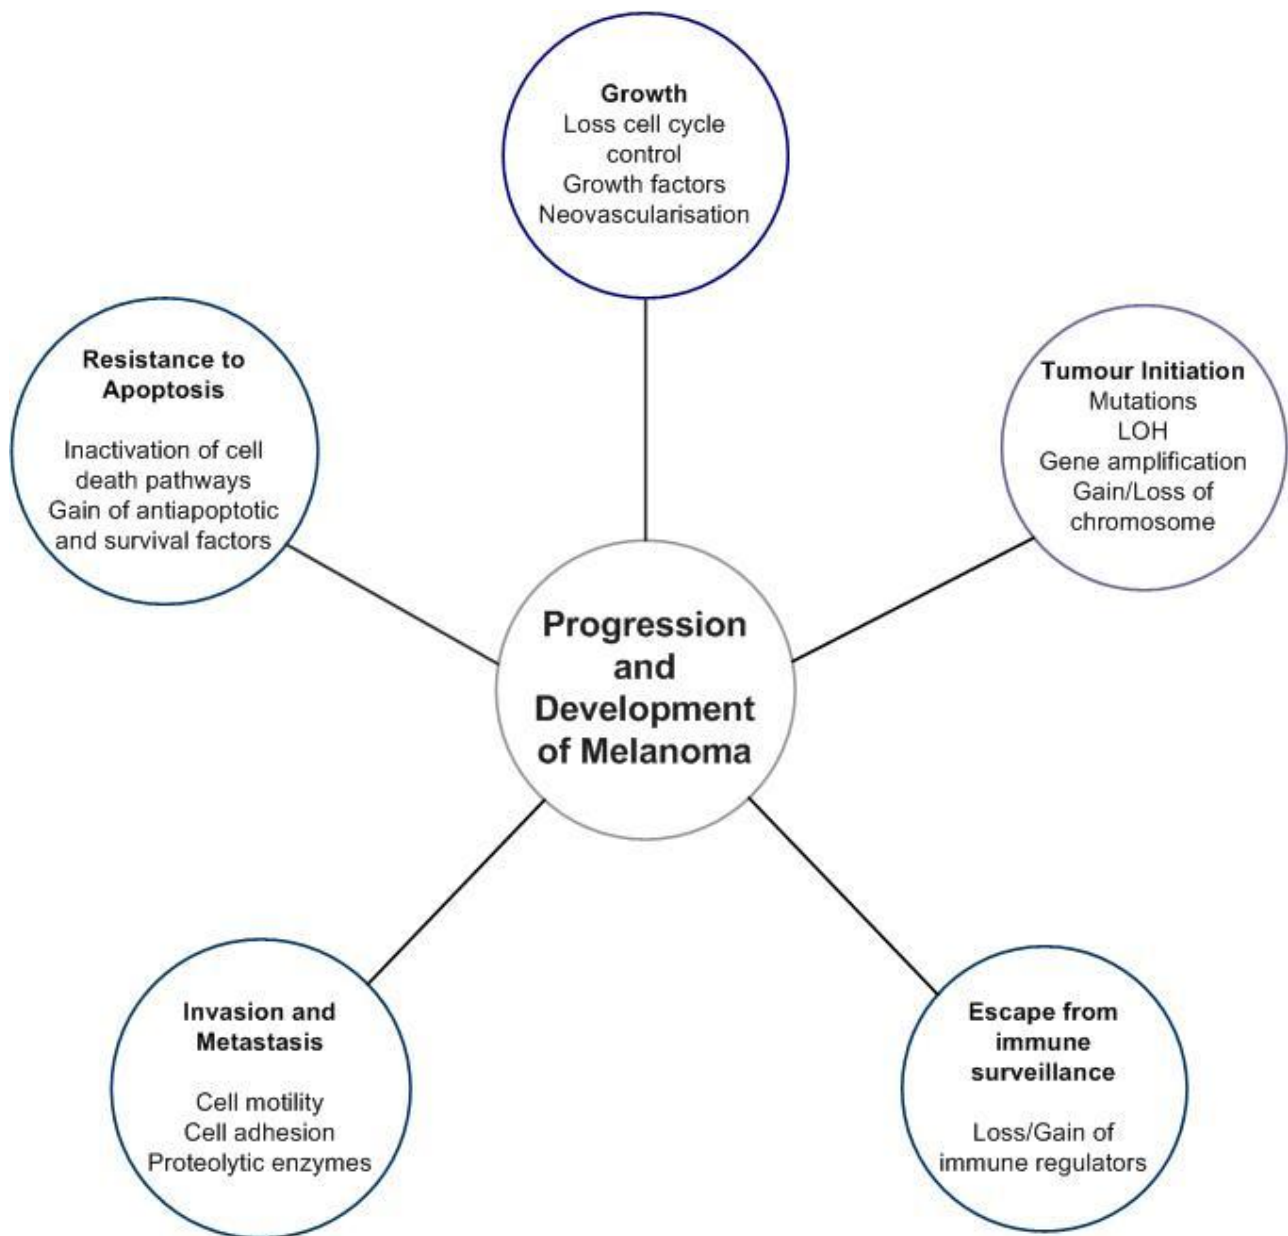 Growth
Loss cell cycle
control
Growth factors
Neovascularisation
Resistance to
Apoptosis
Inactivation of cell
death pathways
Gain of antiapoptotic
and survival factors
Tumour Initiation
Mutations
LOH
Gene amplification
Gain/Loss of
chromosome
Progression
and
Development
of Melanoma
Invasion and
Metastasis
Cell motility
Cell adhesion
Proteolytic enzymes
Escape from
immune
surveillance
Loss/Gain of
immune regulators